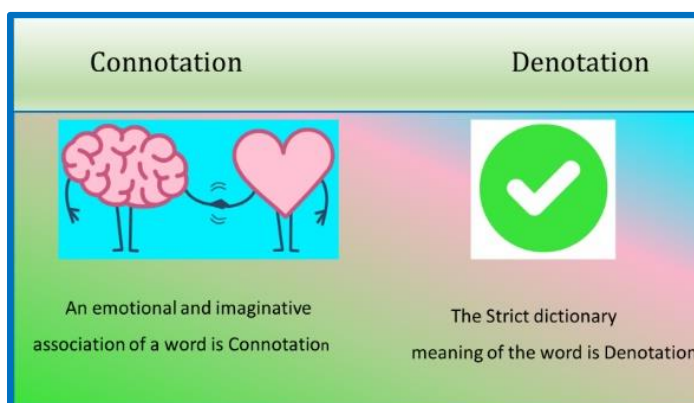 Connotation
Denotation
An emotional and imaginative
association of a word is Connotation
The Strict dictionary
meaning of the word is Denotation